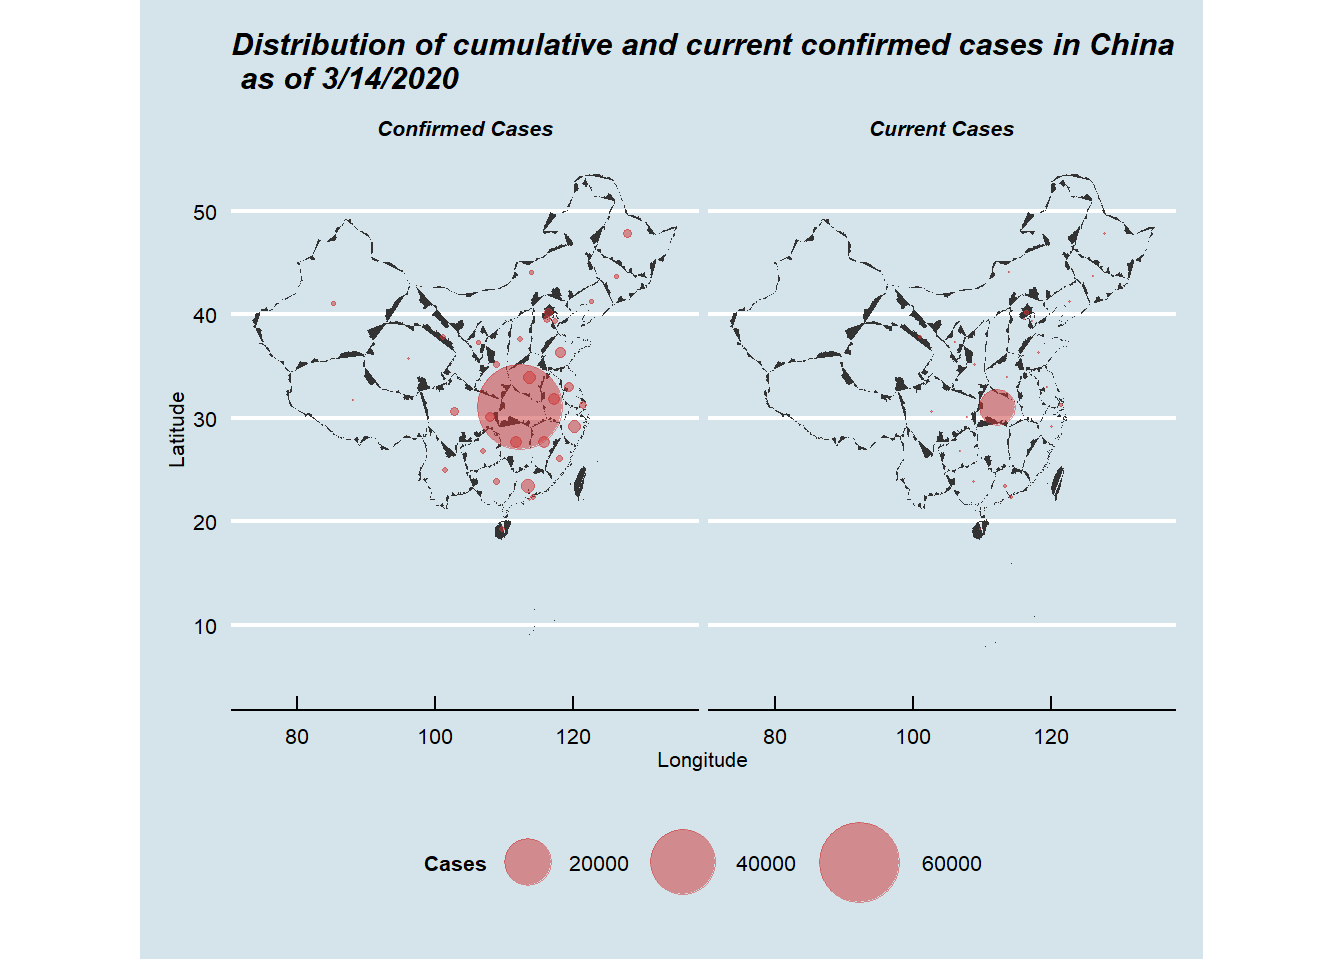 Distribution of cumulative and current confirmed cases in China
as of 3/14/2020
Confirmed Cases
Current Cases
50
40
30
20
10
Latitude
80
100
120
80
100
120
Longitude
Cases
20000
40000
60000